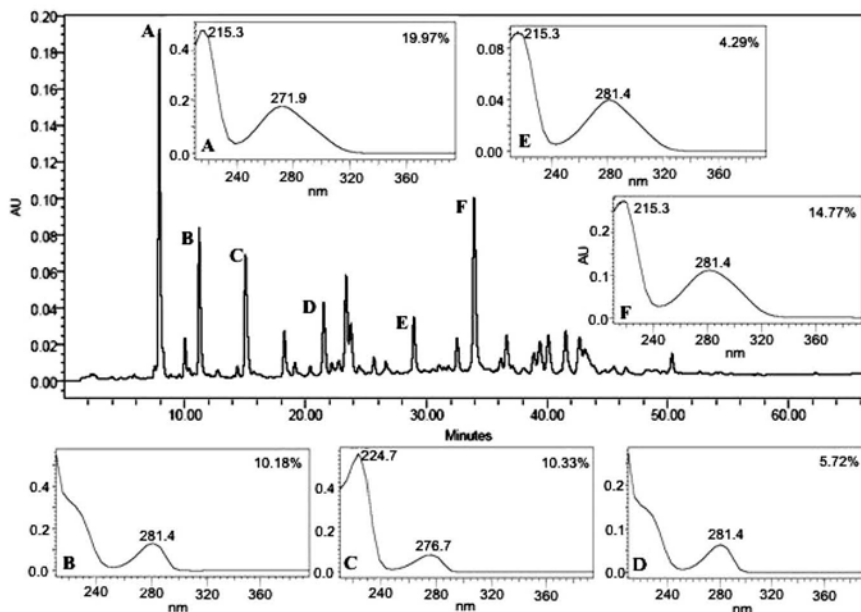 0.20
0.18
0.16
0.14
0.12
0.10
0.08
0.06
0.04
0.02
0.00
AU
10.00 20.00 30.00 40.00 50.00 60.00
Minutes
A
B
C
D
E
F
215.3
19.97%
271.9
0.4
0.2
0.0
A
240 280 320 360
nm
215.3
4.29%
281.4
0.08
0.04
0.00
E
240 280 320 360
nm
215.3
14.77%
281.4
AU
0.2
0.1
0.0
F
240 280 320 360
nm
10.18%
281.4
0.4
0.2
0.0
B
240 280 320 360
nm
224.7
10.33%
276.7
0.4
0.2
0.0
C
240 280 320 360
nm
5.72%
281.4
0.2
0.1
0.0
D
240 280 320 360
nm